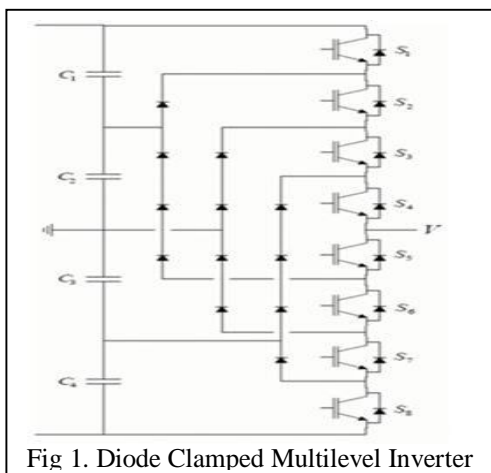 S₁
C₁
S₂
S₃
C₂
S₄
V
S₅
C₃
S₆
S₇
C₄
S₈
Fig 1. Diode Clamped Multilevel Inverter